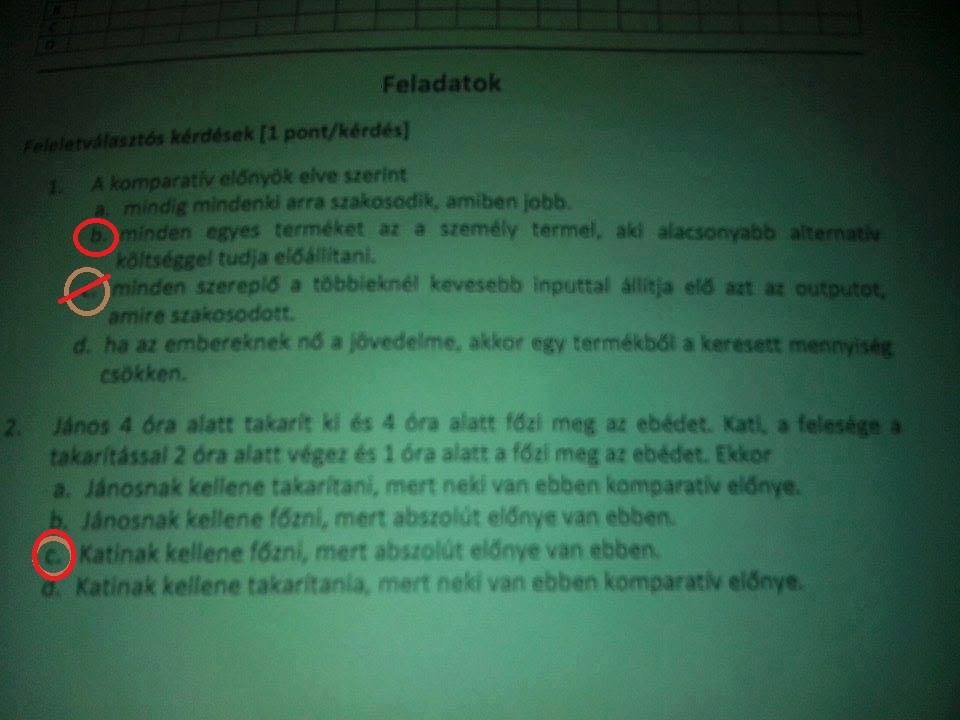 Feladatok
Feleletválasztós kérdések [1 pont/kérdés]
1. A komparatív előnyök elve szerint
a. mindig mindenki arra szakosodik, amiben jobb.
b. minden egyes terméket az a személy termel, aki alacsonyabb alternatív
költséggel tudja előállítani.
c. minden szereplő a többieknél kevesebb inputtal állítja elő azt az outputot,
amire szakosodott.
d. ha az embereknek nő a jövedelme, akkor egy termékből a keresett mennyiség
csökken.
2. János 4 óra alatt takarít ki és 4 óra alatt főzi meg az ebédet. Kati, a felesége a
takarítással 2 óra alatt végez és 1 óra alatt a főzi meg az ebédet. Ekkor
a. Jánosnak kellene takarítani, mert neki van ebben komparatív előnye.
b. Jánosnak kellene főzni, mert abszolút előnye van ebben.
c. Katinak kellene főzni, mert abszolút előnye van ebben.
d. Katinak kellene takarítania, mert neki van ebben komparatív előnye.